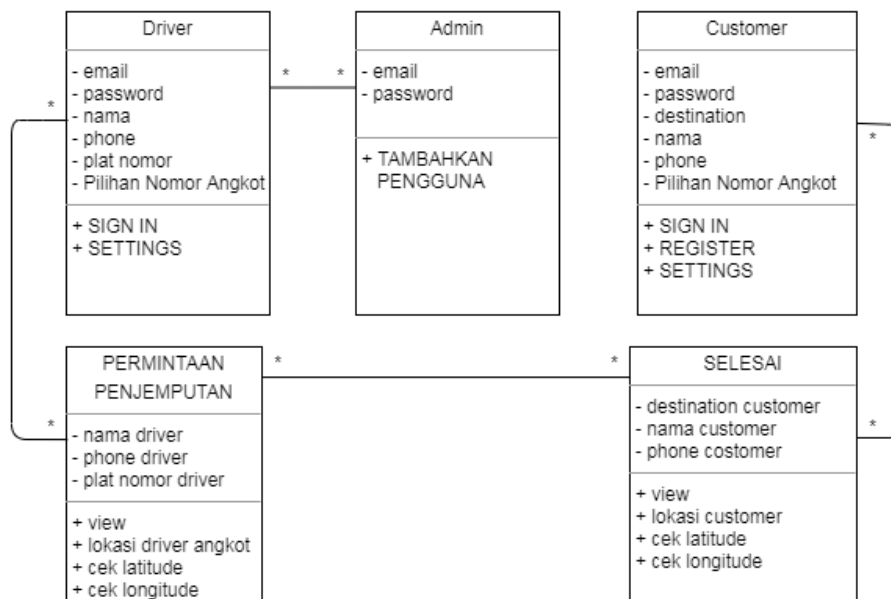 Driver
- email
- password
- nama
- phone
- plat nomor
- Pilihan Nomor Angkot
+ SIGN IN
+ SETTINGS
*
*
*
Admin
- email
- password
+ TAMBAHKAN
PENGGUNA
Customer
- email
- password
- destination
- nama
- phone
- Pilihan Nomor Angkot
+ SIGN IN
+ REGISTER
+ SETTINGS
*
PERMINTAAN
PENJEMPUTAN
- nama driver
- phone driver
- plat nomor driver
+ view
+ lokasi driver angkot
+ cek latitude
+ cek longitude
*
*
*
SELESAI
- destination customer
- nama customer
- phone costomer
+ view
+ lokasi customer
+ cek latitude
+ cek longitude
*